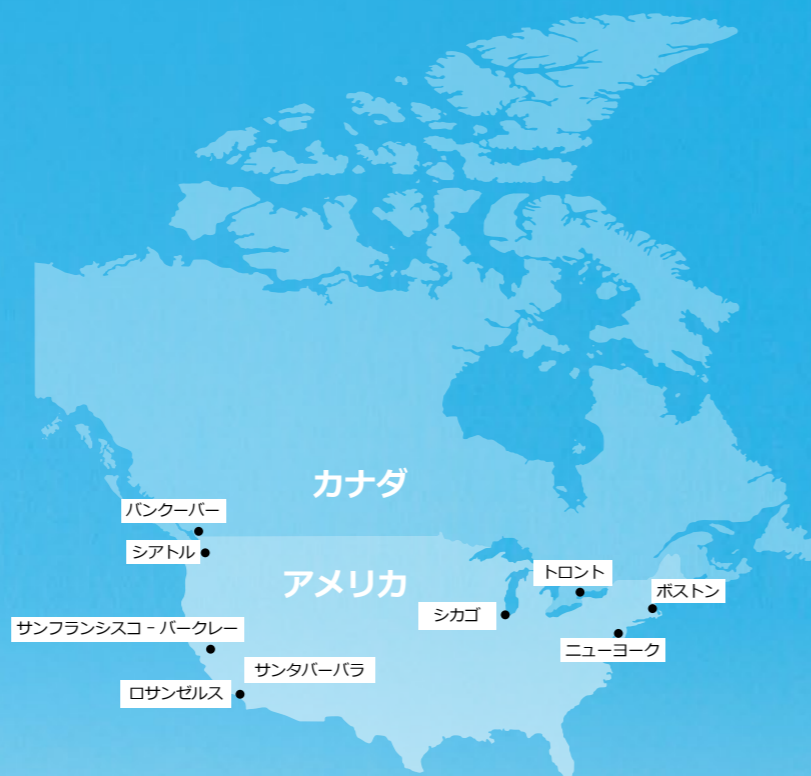 カナダ
バンクーバー
シアトル
アメリカ
トロント
ボストン
シカゴ
サンフランシスコ - バークレー
ニューヨーク
サンタバーバラ
ロサンゼルス